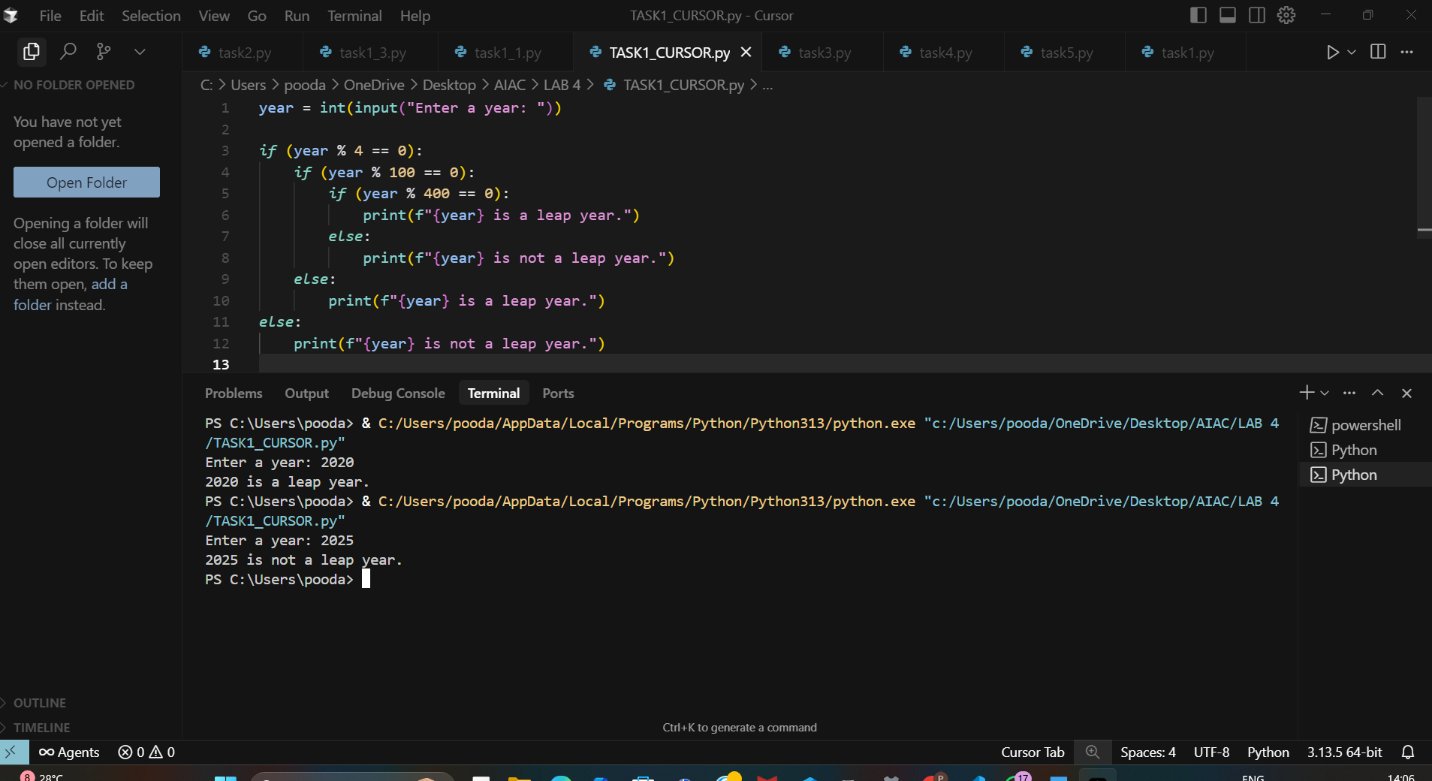 File Edit Selection View Go Run Terminal Help TASK1_CURSOR.py - Cursor
task2.py task1_3.py task1_1.py TASK1_CURSOR.py task3.py task4.py task5.py task1.py
NO FOLDER OPENED
You have not yet
opened a folder.
Open Folder
Opening a folder will
close all currently
open editors. To keep
them open, add a
folder instead.
OUTLINE
TIMELINE
C: > Users > pooda > OneDrive > Desktop > AIAC > LAB 4 > TASK1_CURSOR.py > ...
1 year = int(input("Enter a year: "))
2
3 if (year % 4 == 0):
4 if (year % 100 == 0):
5 if (year % 400 == 0):
6 print(f"{year} is a leap year.")
7 else:
8 print(f"{year} is not a leap year.")
9 else:
10 print(f"{year} is a leap year.")
11 else:
12 print(f"{year} is not a leap year.")
13
Problems Output Debug Console Terminal Ports
PS C:\Users\pooda> & C:/Users/pooda/AppData/Local/Programs/Python/Python313/python.exe "c:/Users/pooda/OneDrive/Desktop/AIAC/LAB 4
/TASK1_CURSOR.py"
Enter a year: 2020
2020 is a leap year.
PS C:\Users\pooda> & C:/Users/pooda/AppData/Local/Programs/Python/Python313/python.exe "c:/Users/pooda/OneDrive/Desktop/AIAC/LAB 4
/TASK1_CURSOR.py"
Enter a year: 2025
2025 is not a leap year.
PS C:\Users\pooda>
powershell
Python
Python
Ctrl+K to generate a command
Agents 0 0 Cursor Tab Spaces: 4 UTF-8 Python 3.13.5 64-bit
8 28°C P 17 ENG 14:06